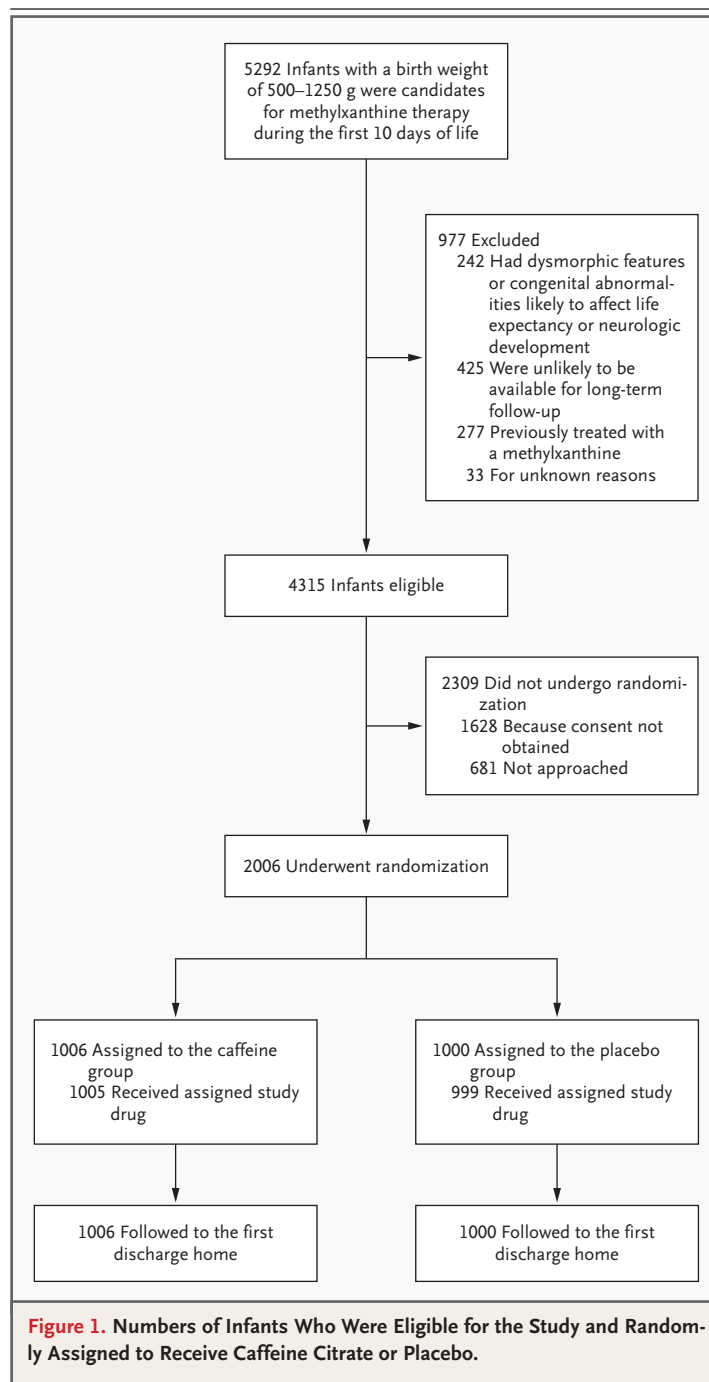 5292 Infants with a birth weight
of 500–1250 g were candidates
for methylxanthine therapy
during the first 10 days of life
977 Excluded
242 Had dysmorphic features
or congenital abnormal-
ities likely to affect life
expectancy or neurologic
development
425 Were unlikely to be
available for long-term
follow-up
277 Previously treated with
a methylxanthine
33 For unknown reasons
4315 Infants eligible
2309 Did not undergo randomi-
zation
1628 Because consent not
obtained
681 Not approached
2006 Underwent randomization
1006 Assigned to the caffeine
group
1005 Received assigned study
drug
1000 Assigned to the placebo
group
999 Received assigned study
drug
1006 Followed to the first
discharge home
1000 Followed to the first
discharge home
Figure 1. Numbers of Infants Who Were Eligible for the Study and Random-
ly Assigned to Receive Caffeine Citrate or Placebo.